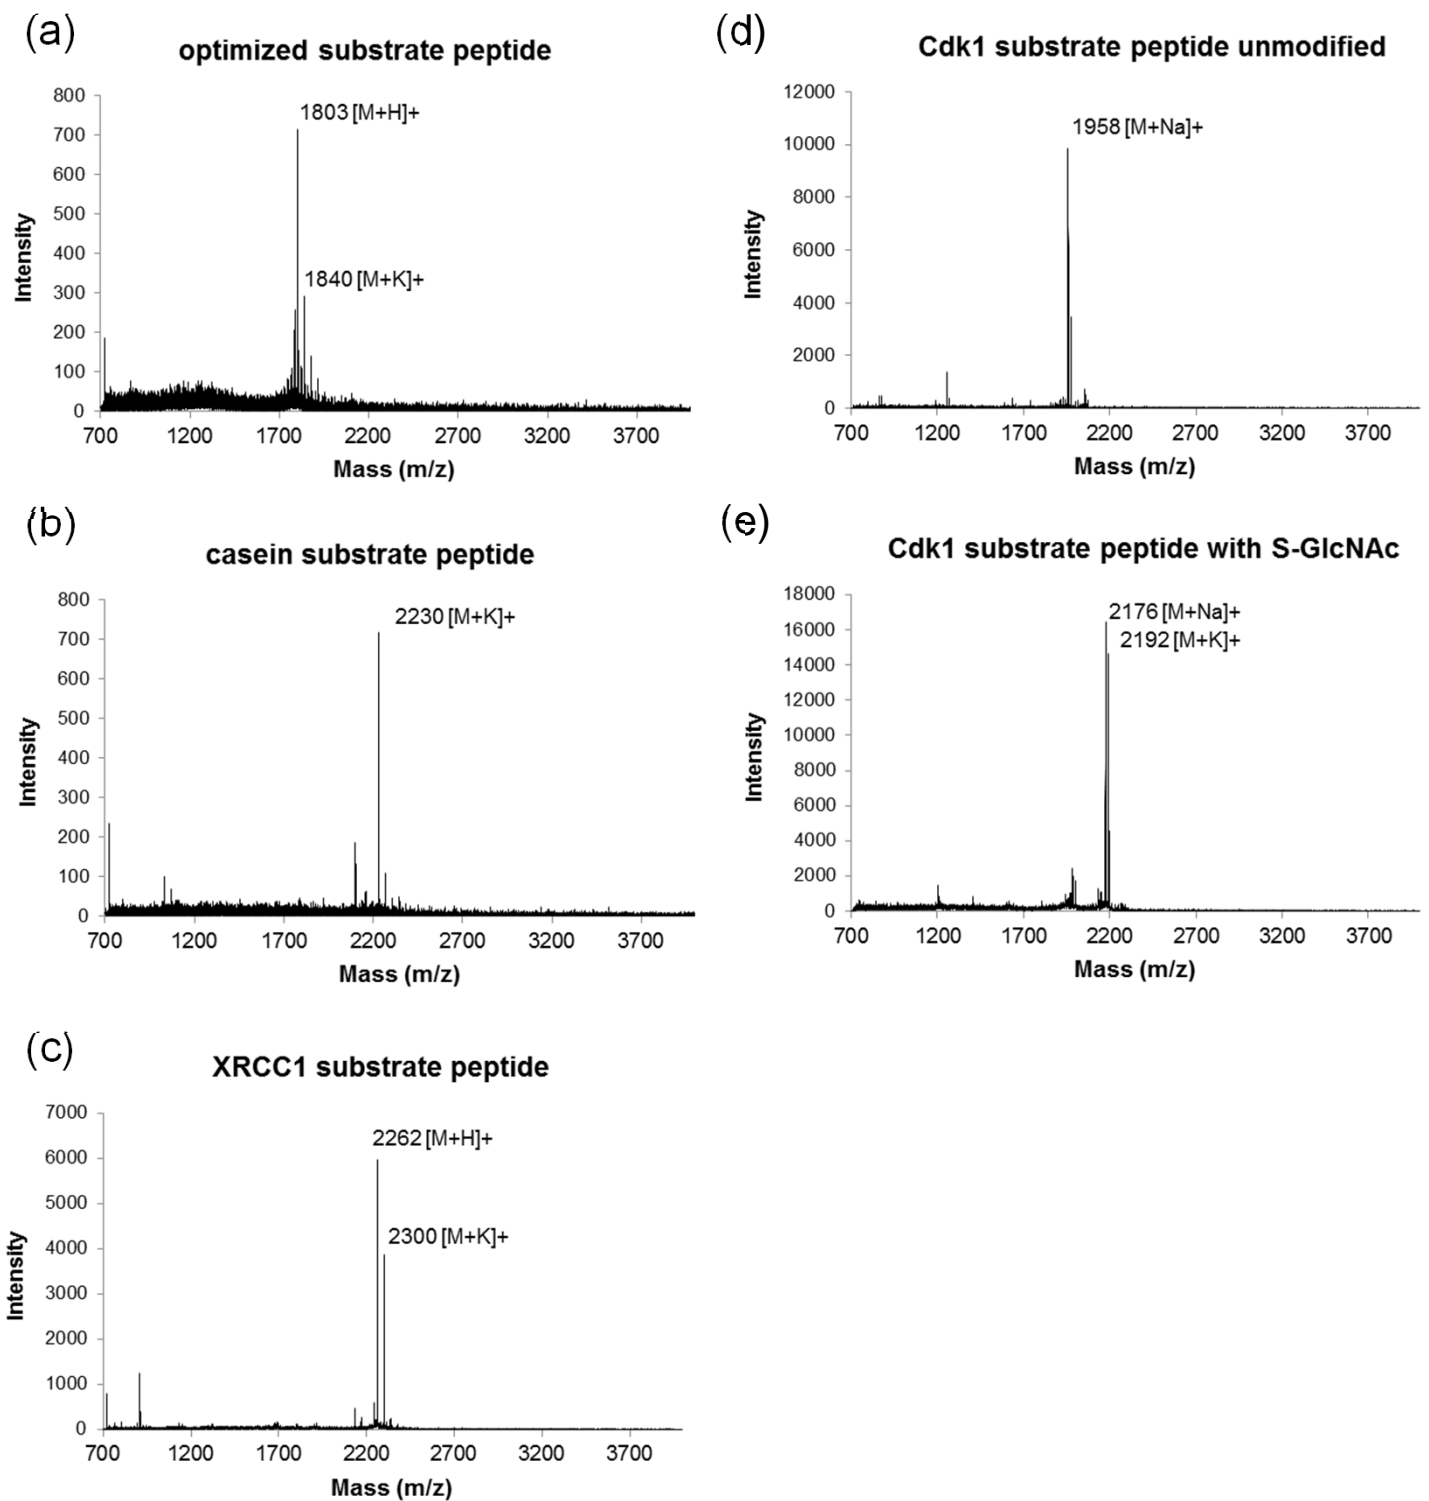 (a)
optimized substrate peptide
800
700
600
500
400
300
200
100
0
Intensity
1803 [M+H]+
1840 [M+K]+
700 1200 1700 2200 2700 3200 3700
Mass (m/z)
(b)
casein substrate peptide
800
700
600
500
400
300
200
100
0
Intensity
2230 [M+K]+
700 1200 1700 2200 2700 3200 3700
Mass (m/z)
(c)
XRCC1 substrate peptide
7000
6000
5000
4000
3000
2000
1000
0
Intensity
2262 [M+H]+
2300 [M+K]+
700 1200 1700 2200 2700 3200 3700
Mass (m/z)
(d)
Cdk1 substrate peptide unmodified
12000
10000
8000
6000
4000
2000
0
Intensity
1958 [M+Na]+
700 1200 1700 2200 2700 3200 3700
Mass (m/z)
(e)
Cdk1 substrate peptide with S-GlcNAc
18000
16000
14000
12000
10000
8000
6000
4000
2000
0
Intensity
2176 [M+Na]+
2192 [M+K]+
700 1200 1700 2200 2700 3200 3700
Mass (m/z)